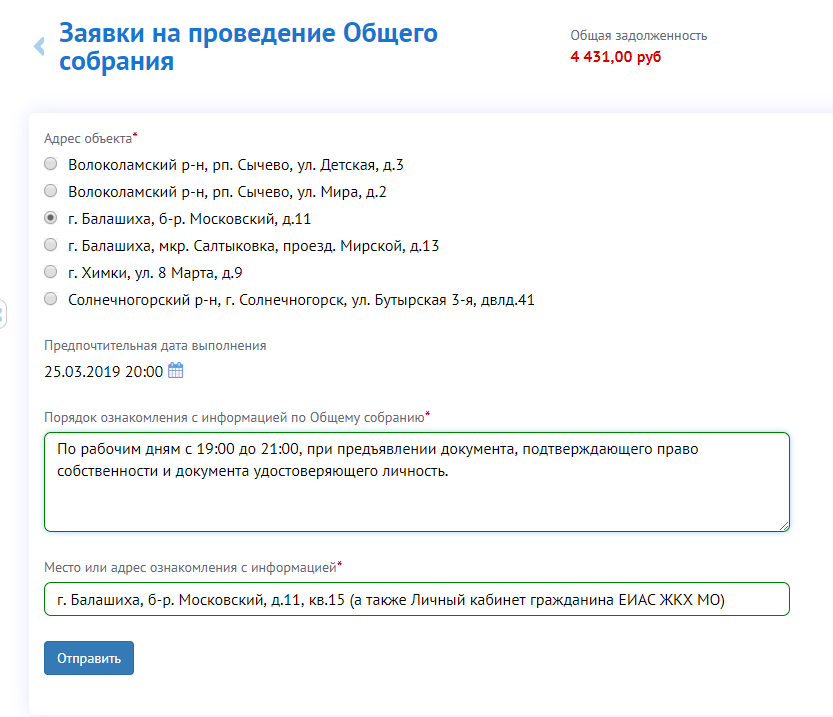 Заявки на проведение Общего
собрания
Общая задолженность
4 431,00 руб
Адрес объекта*
Волоколамский р-н, рп. Сычево, ул. Детская, д.3
Волоколамский р-н, рп. Сычево, ул. Мира, д.2
г. Балашиха, б-р. Московский, д.11
г. Балашиха, мкр. Салтыковка, проезд. Мирской, д.13
г. Химки, ул. 8 Марта, д.9
Солнечногорский р-н, г. Солнечногорск, ул. Бутырская 3-я, двлд.41
Предпочтительная дата выполнения
25.03.2019 20:00
Порядок ознакомления с информацией по Общему собранию*
По рабочим дням с 19:00 до 21:00, при предъявлении документа, подтверждающего право
собственности и документа удостоверяющего личность.
Место или адрес ознакомления с информацией*
г. Балашиха, б-р. Московский, д.11, кв.15 (а также Личный кабинет гражданина ЕИАС ЖКХ МО)
Отправить